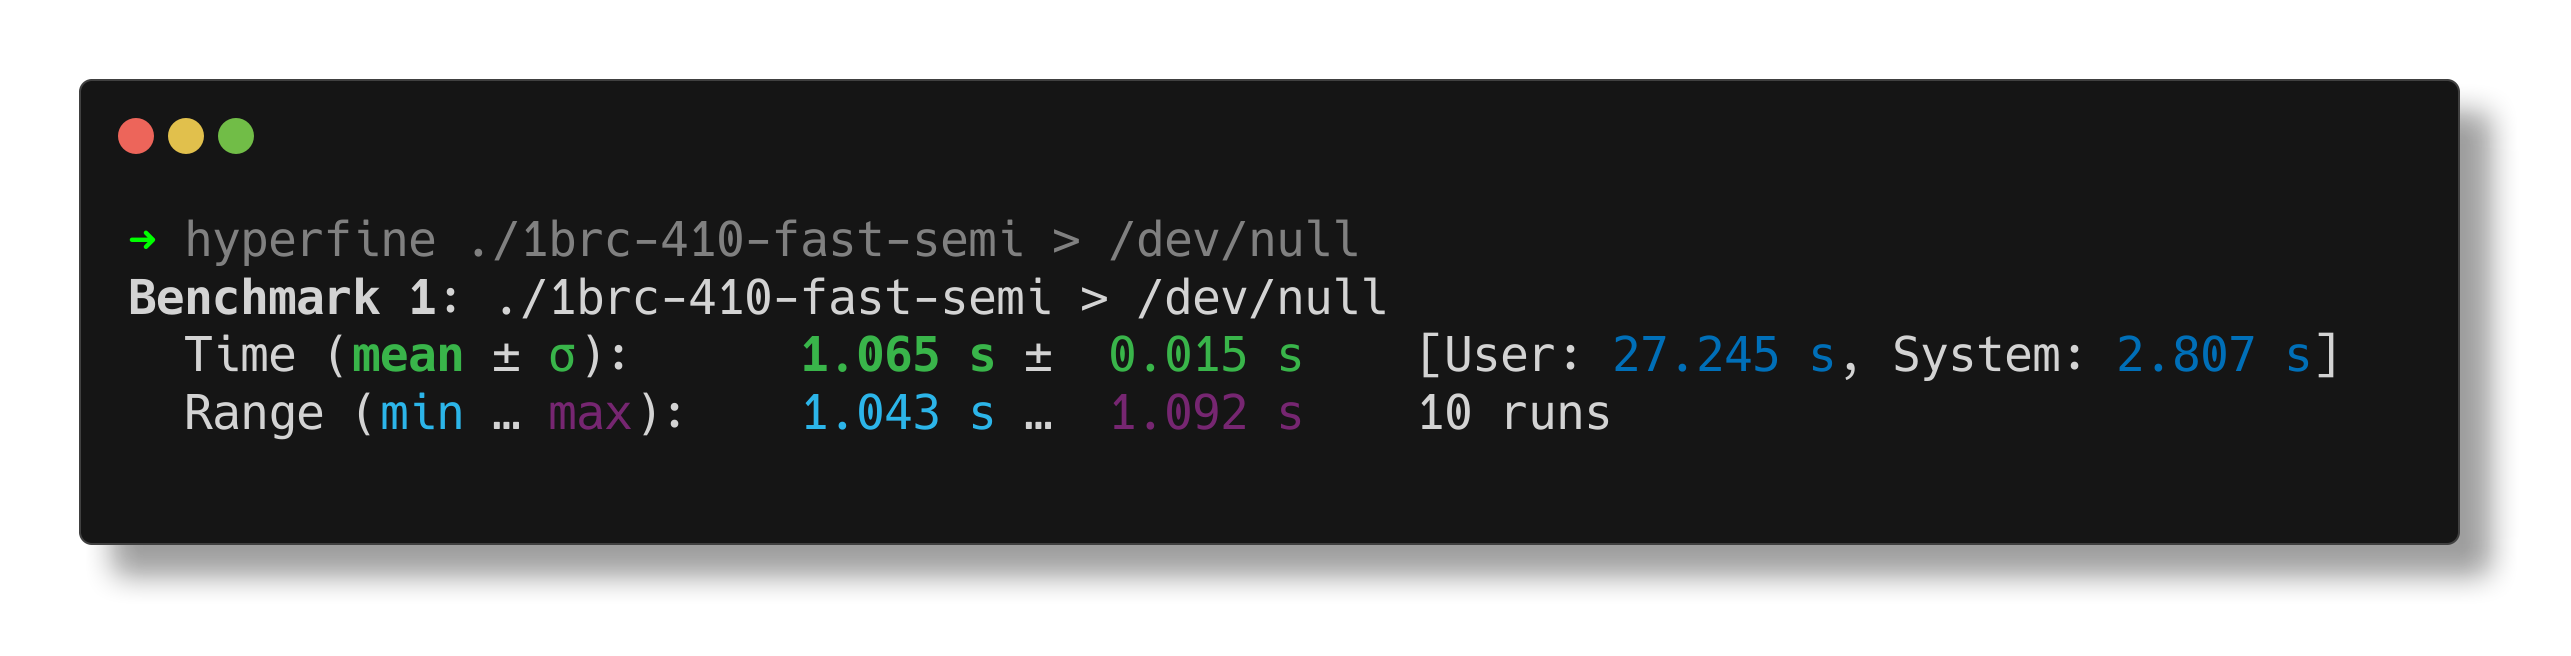 ➜ hyperfine ./1brc-410-fast-semi > /dev/null
Benchmark 1: ./1brc-410-fast-semi > /dev/null
  Time (mean ± σ):      1.065 s ±  0.015 s    [User: 27.245 s, System: 2.807 s]
  Range (min … max):    1.043 s …  1.092 s    10 runs